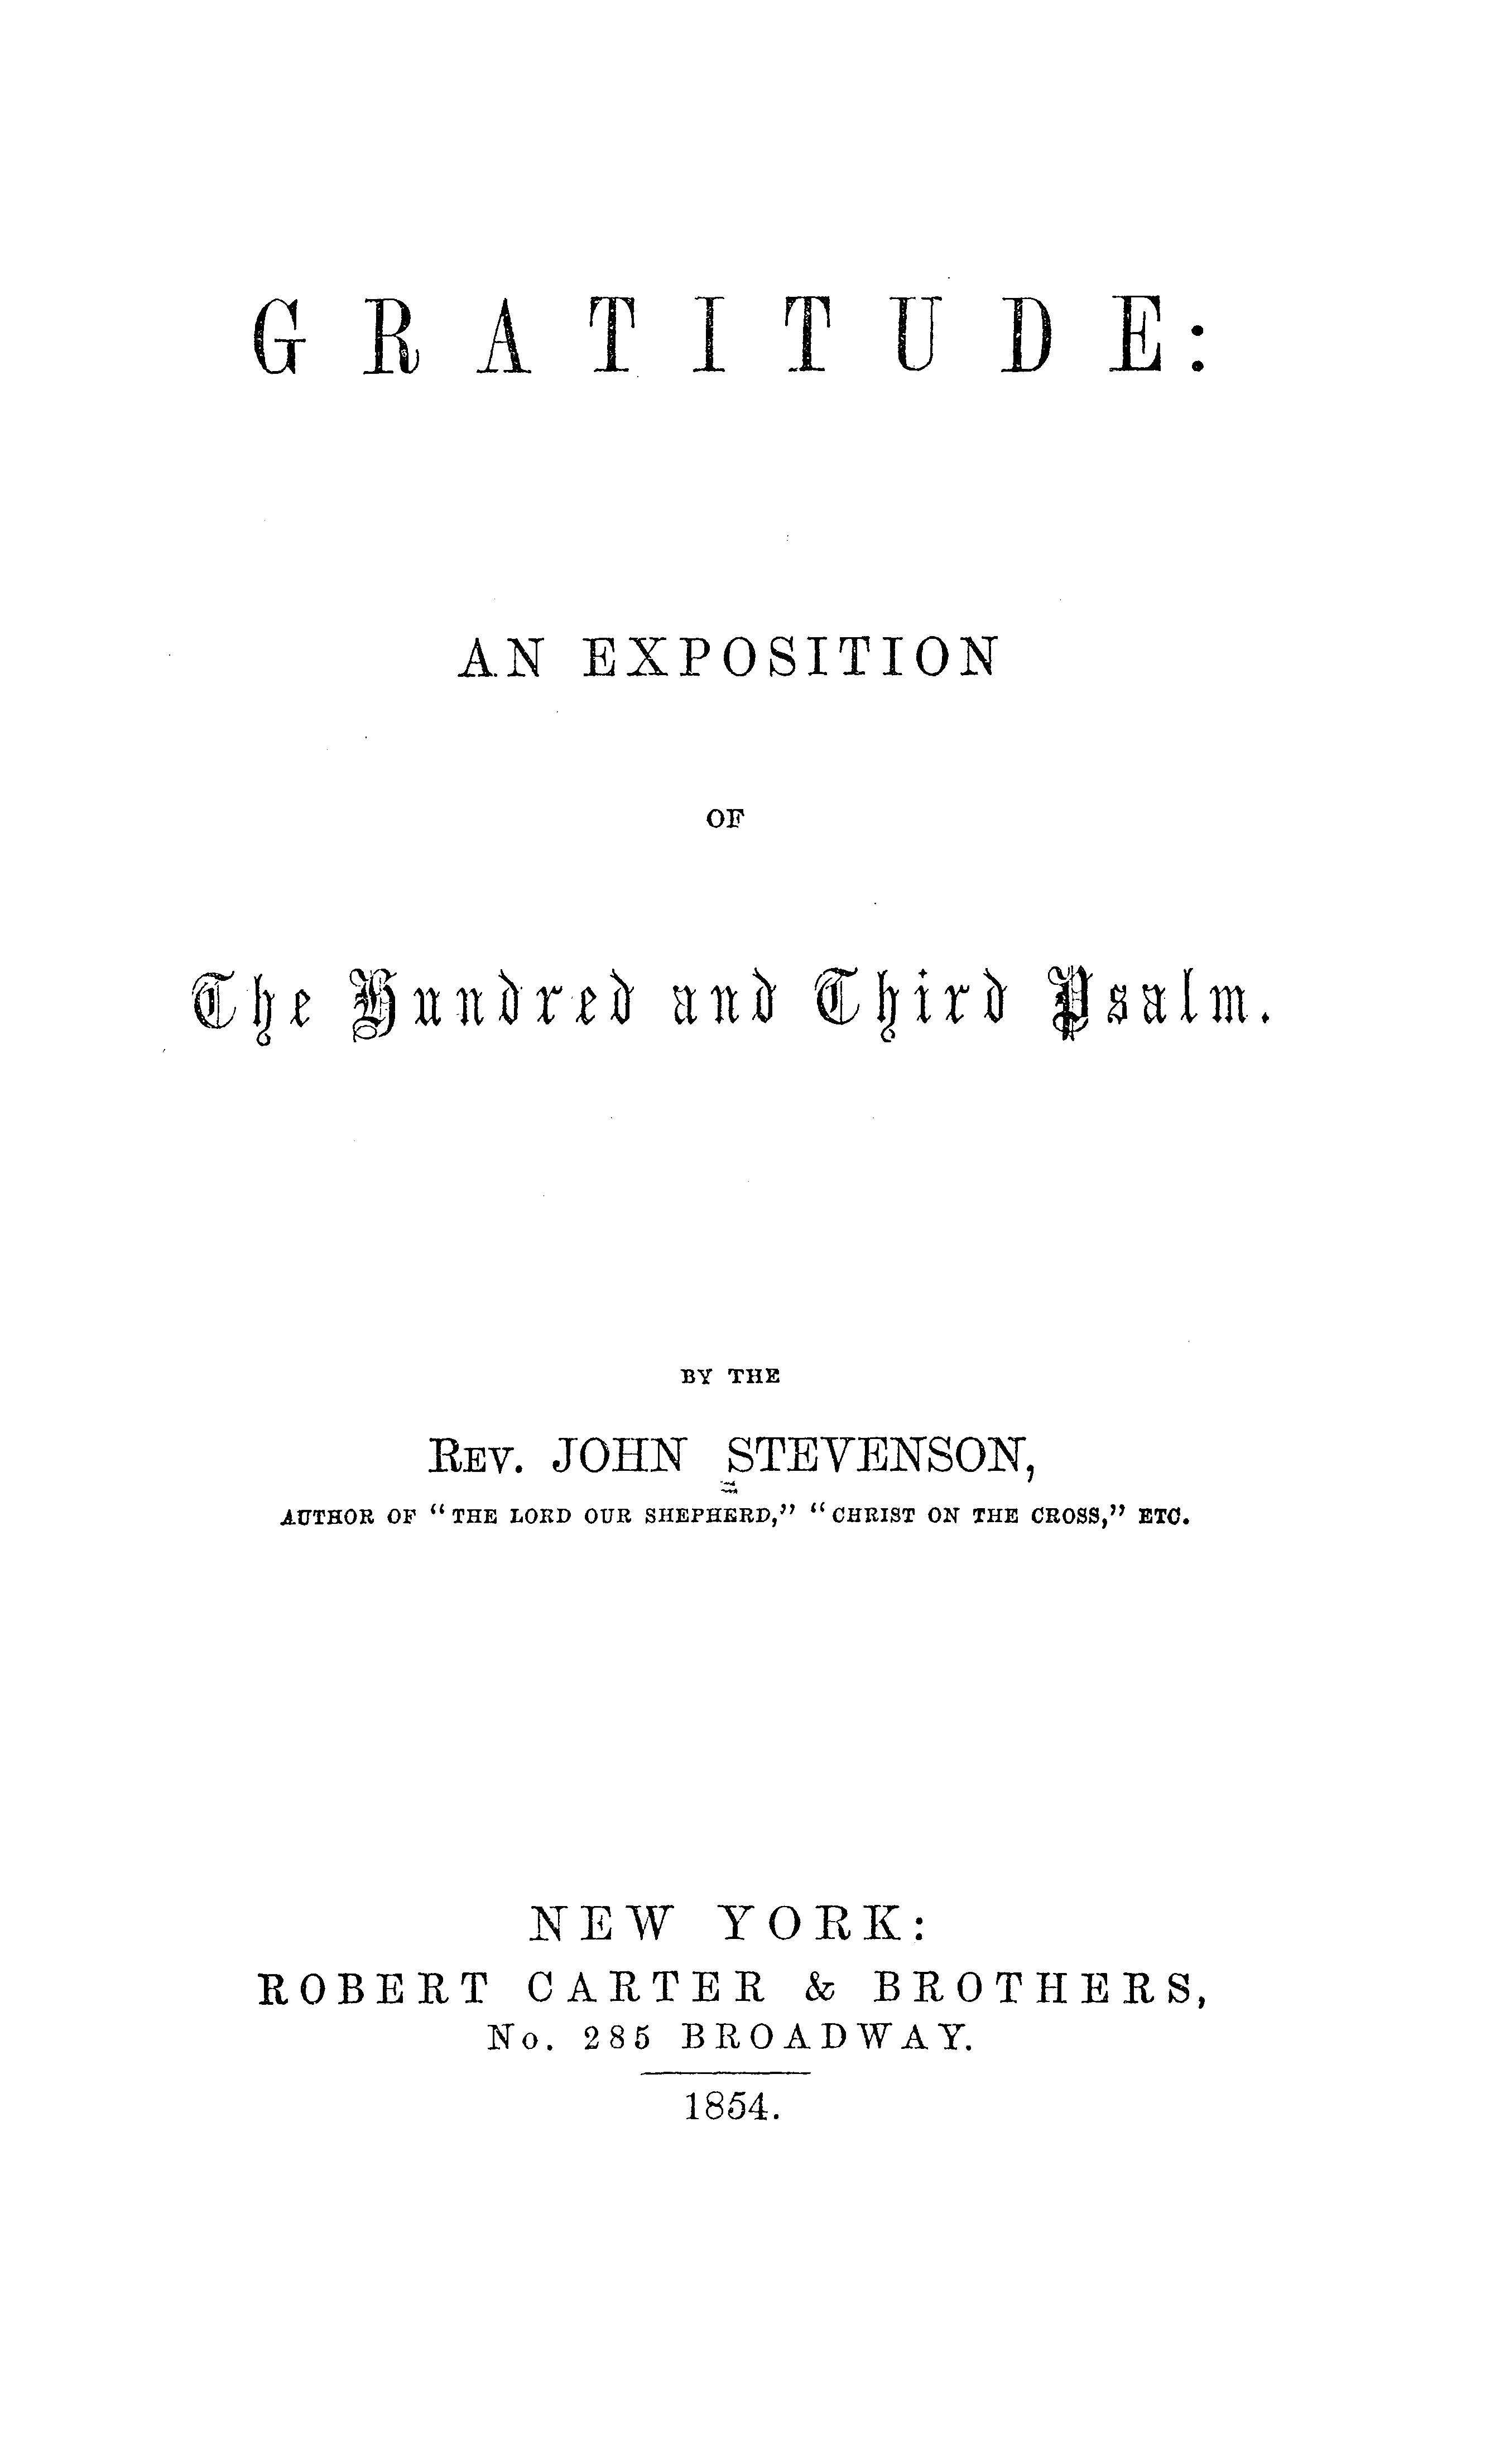 GRATITUDE:
AN EXPOSITION
OF
The Hundred and Third Psalm.
BY THE
REV. JOHN STEVENSON,
AUTHOR OF “THE LORD OUR SHEPHERD,” “CHRIST ON THE CROSS,” ETC.
NEW YORK:
ROBERT CARTER & BROTHERS,
No. 285 BROADWAY.
1854.